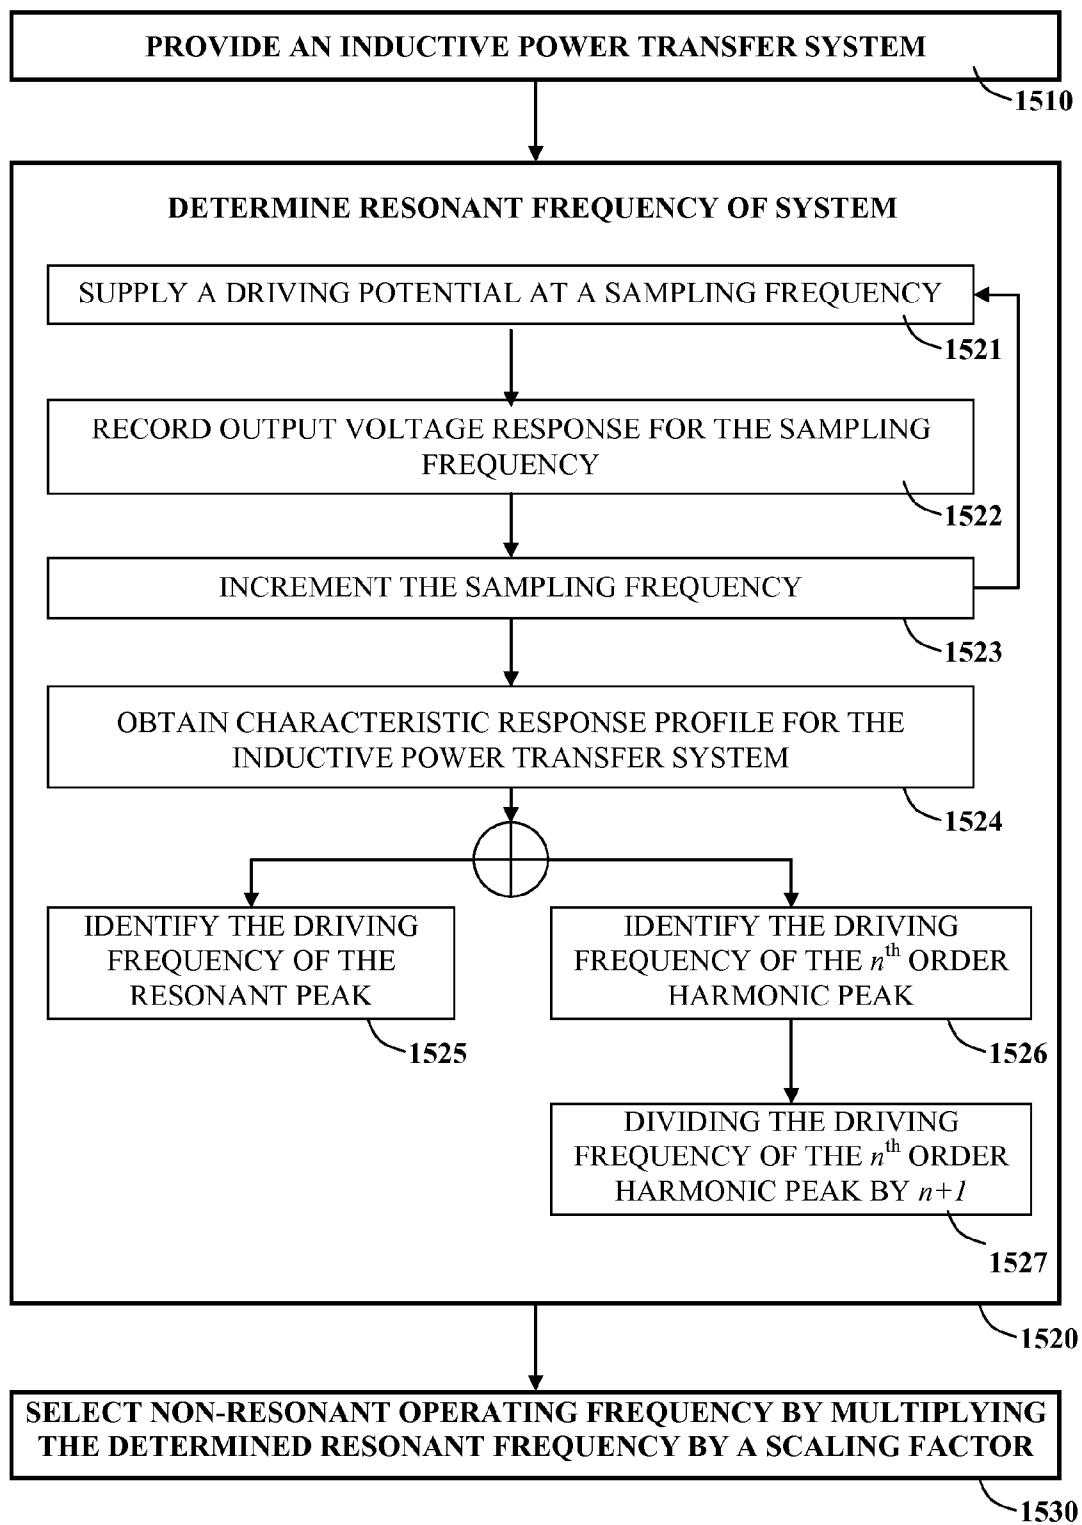 PROVIDE AN INDUCTIVE POWER TRANSFER SYSTEM
1510
DETERMINE RESONANT FREQUENCY OF SYSTEM
SUPPLY A DRIVING POTENTIAL AT A SAMPLING FREQUENCY
1521
RECORD OUTPUT VOLTAGE RESPONSE FOR THE SAMPLING
FREQUENCY
1522
INCREMENT THE SAMPLING FREQUENCY
1523
OBTAIN CHARACTERISTIC RESPONSE PROFILE FOR THE
INDUCTIVE POWER TRANSFER SYSTEM
1524
IDENTIFY THE DRIVING
FREQUENCY OF THE
RESONANT PEAK
1525
IDENTIFY THE DRIVING
FREQUENCY OF THE nth ORDER
HARMONIC PEAK
1526
DIVIDING THE DRIVING
FREQUENCY OF THE nth ORDER
HARMONIC PEAK BY n+1
1527
1520
SELECT NON-RESONANT OPERATING FREQUENCY BY MULTIPLYING
THE DETERMINED RESONANT FREQUENCY BY A SCALING FACTOR
1530